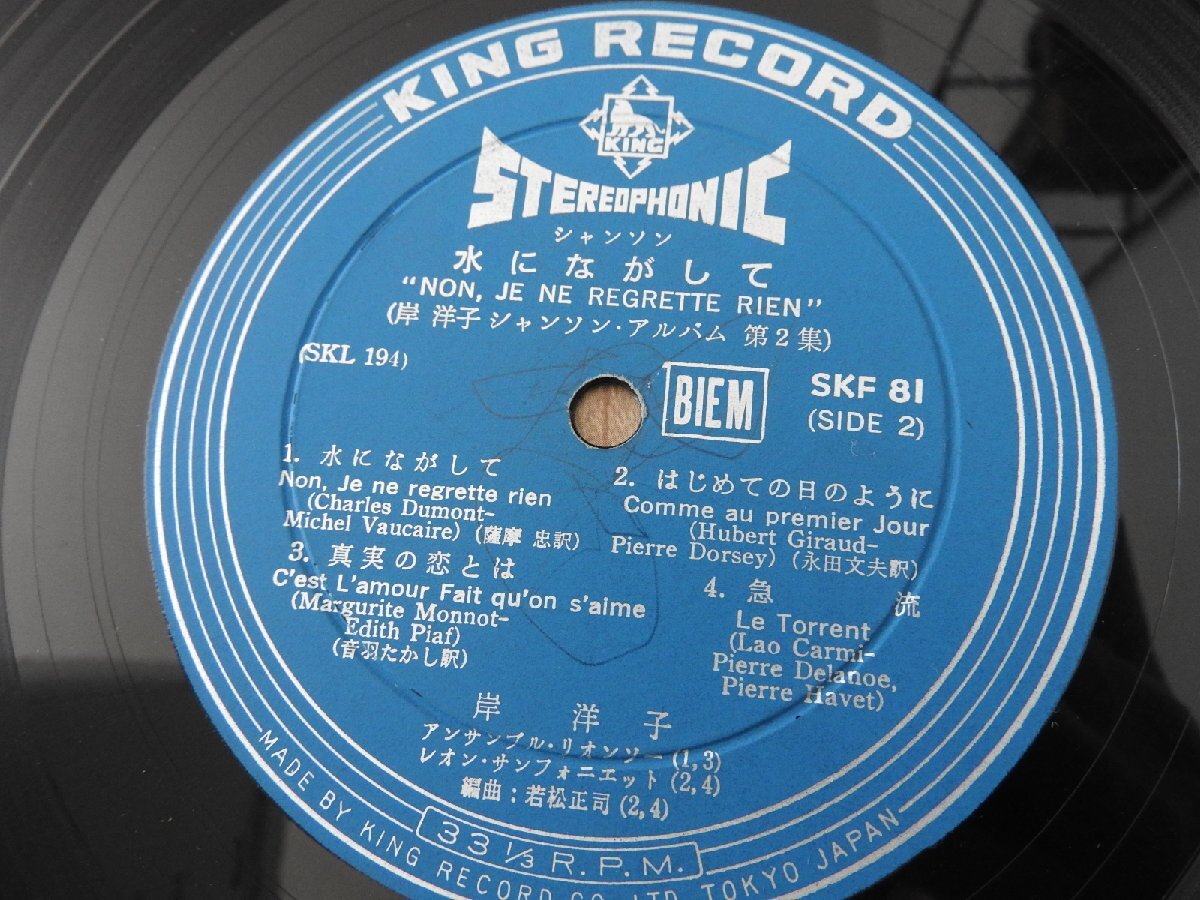 KING RECORD
KING
STEREOPHONIC
シャンソン
水にながして
"NON, JE NE REGRETTE RIEN"
(岸 洋子 シャンソン・アルバム 第2集)
(SKL 194)
BIEM
SKF 81
(SIDE 2)
1. 水にながして
Non, Je ne regrette rien
(Charles Dumont-
Michel Vaucaire) (薩摩 忠訳)
2. はじめての日のように
Comme au premier Jour
(Hubert Giraud-
Pierre Dorsey) (永田文夫訳)
3. 真実の恋とは
C'est L'amour Fait qu'on s'aime
(Margurite Monnot-
Edith Piaf)
(音羽たかし訳)
4. 急 流
Le Torrent
(Lao Carmi-
Pierre Delanoe,
Pierre Havet)
岸 洋子
アンサンブル・リオンソー (1,3)
レオン・サンフォニエット (2,4)
編曲：若松正司 (2,4)
33 1/3 R.P.M.
MADE BY KING RECORD CO. LTD. TOKYO JAPAN